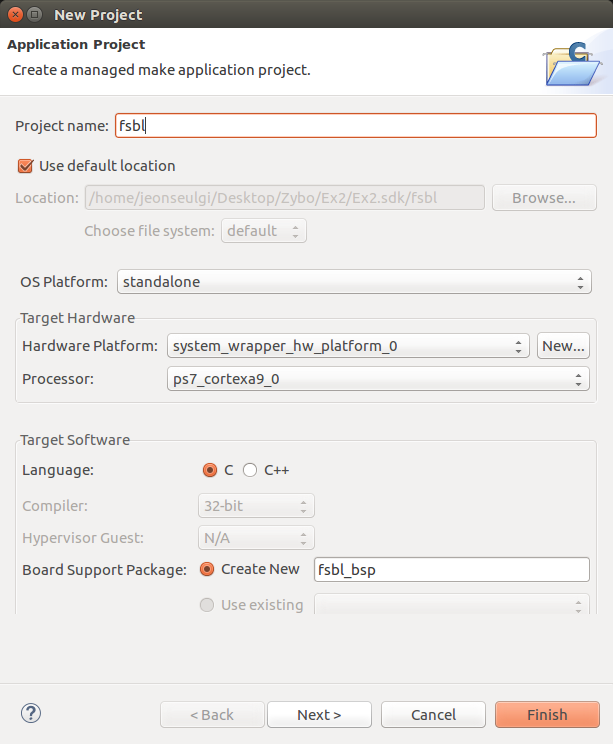 New Project
Application Project
Create a managed make application project.
C
Project name: fsbl
Use default location
Location: /home/jeonseulgi/Desktop/Zybo/Ex2/Ex2.sdk/fsbl Browse...
Choose file system: default
OS Platform: standalone
Target Hardware
Hardware Platform: system_wrapper_hw_platform_0 New...
Processor: ps7_cortexa9_0
Target Software
Language: C C++
Compiler: 32-bit
Hypervisor Guest: N/A
Board Support Package: Create New fsbl_bsp
Use existing
? < Back Next > Cancel Finish